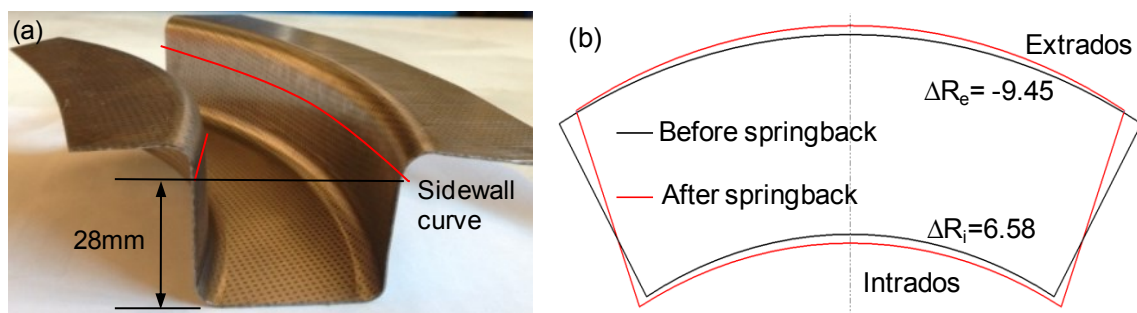 (a)
28mm
Sidewall
curve
(b)
Extrados
ΔRe= -9.45
Before springback
After springback
ΔRi=6.58
Intrados